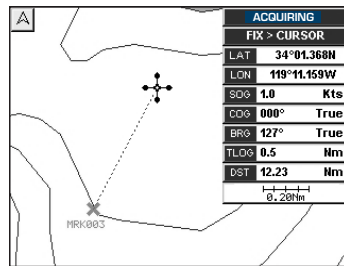 A
ACQUIRING
FIX > CURSOR
LAT 34°01.368N
LON 119°11.159W
SOG 1.0 Kts
COG 000° True
BRG 127° True
TLOG 0.5 Nm
DST 12.23 Nm
0.20Nm
MRK003